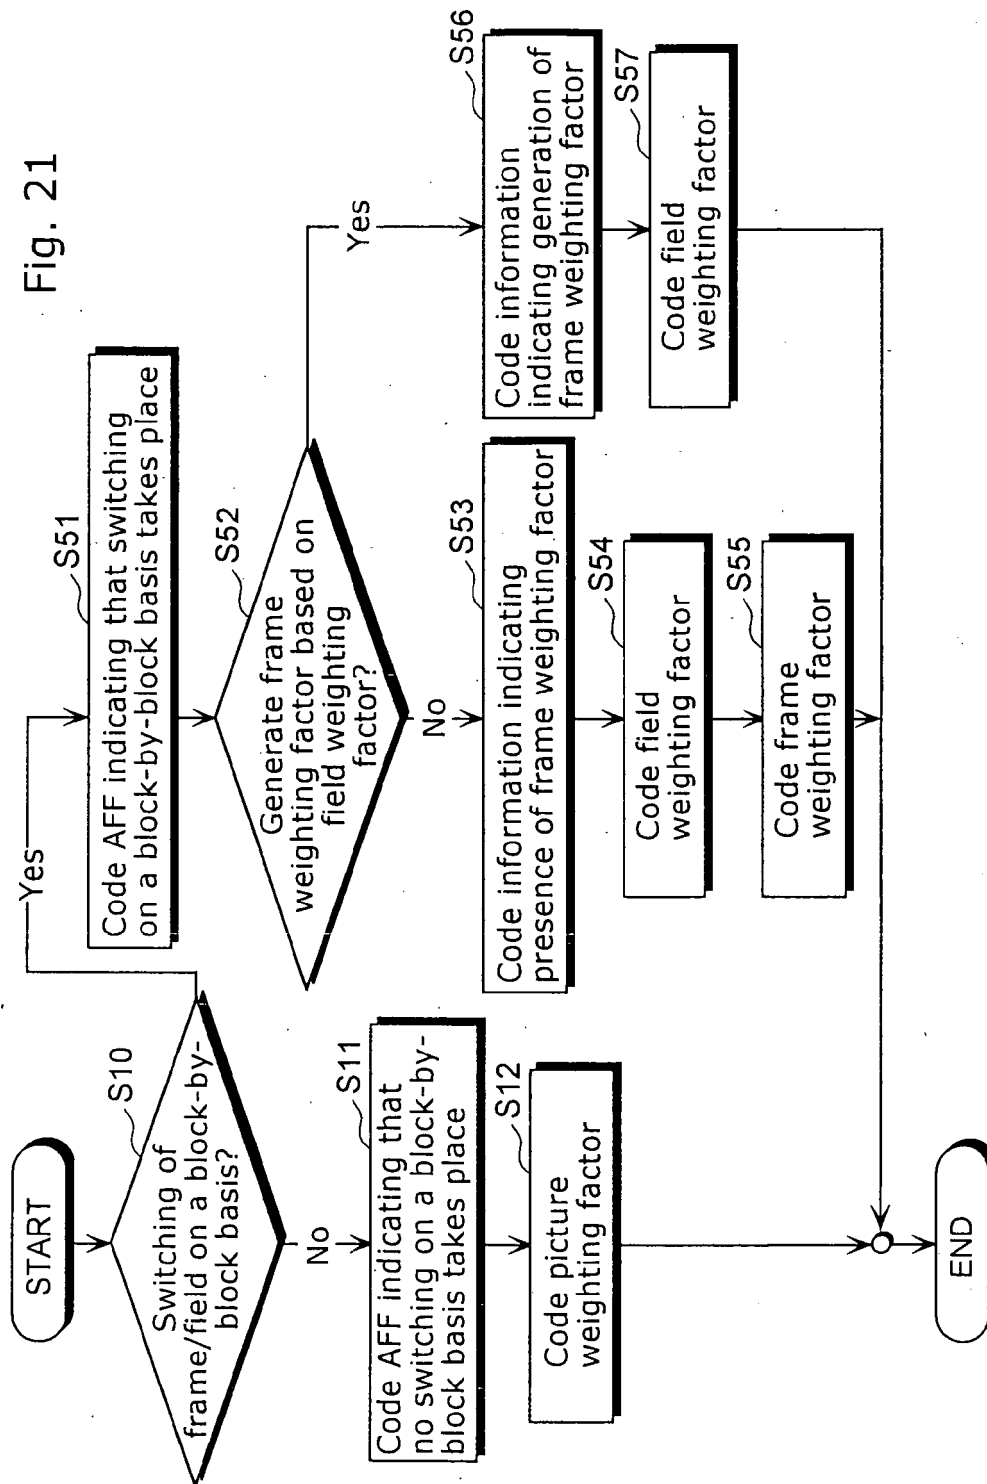 Fig. 21
START
S10
Switching of
frame/field on a block-by-
block basis?
Yes
No
S11
Code AFF indicating that
no switching on a block-by-
block basis takes place
S12
Code picture
weighting factor
S51
Code AFF indicating that switching
on a block-by-block basis takes place
S52
Generate frame
weighting factor based on
field weighting
factor?
No
Yes
S53
Code information indicating
presence of frame weighting factor
S54
Code field
weighting factor
S55
Code frame
weighting factor
S56
Code information
indicating generation of
frame weighting factor
S57
Code field
weighting factor
END